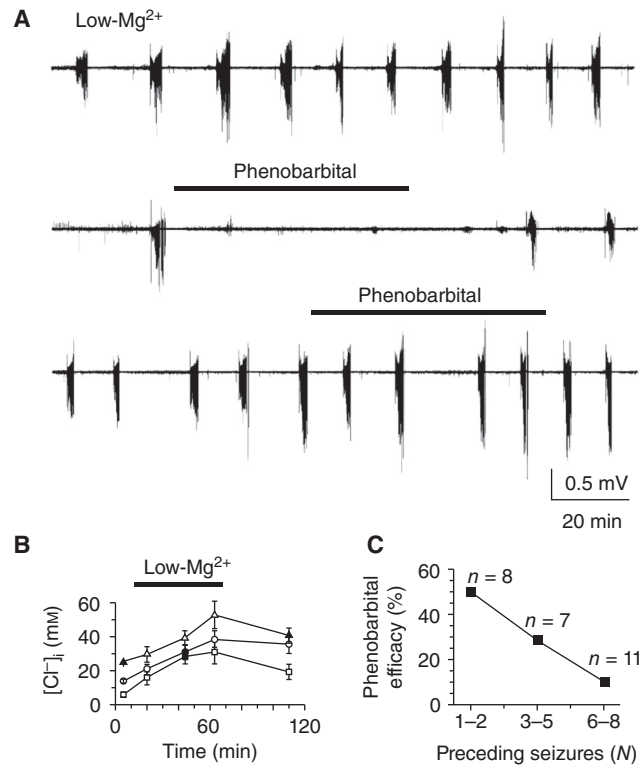 A
Low-Mg²⁺
Phenobarbital
Phenobarbital
0.5 mV
20 min
B
Low-Mg²⁺
[Cl⁻]ᵢ (mM)
60
40
20
0
0
60
120
Time (min)
C
Phenobarbital
efficacy (%)
60
40
20
0
n = 8
n = 7
n = 11
1–2
3–5
6–8
Preceding seizures (N)